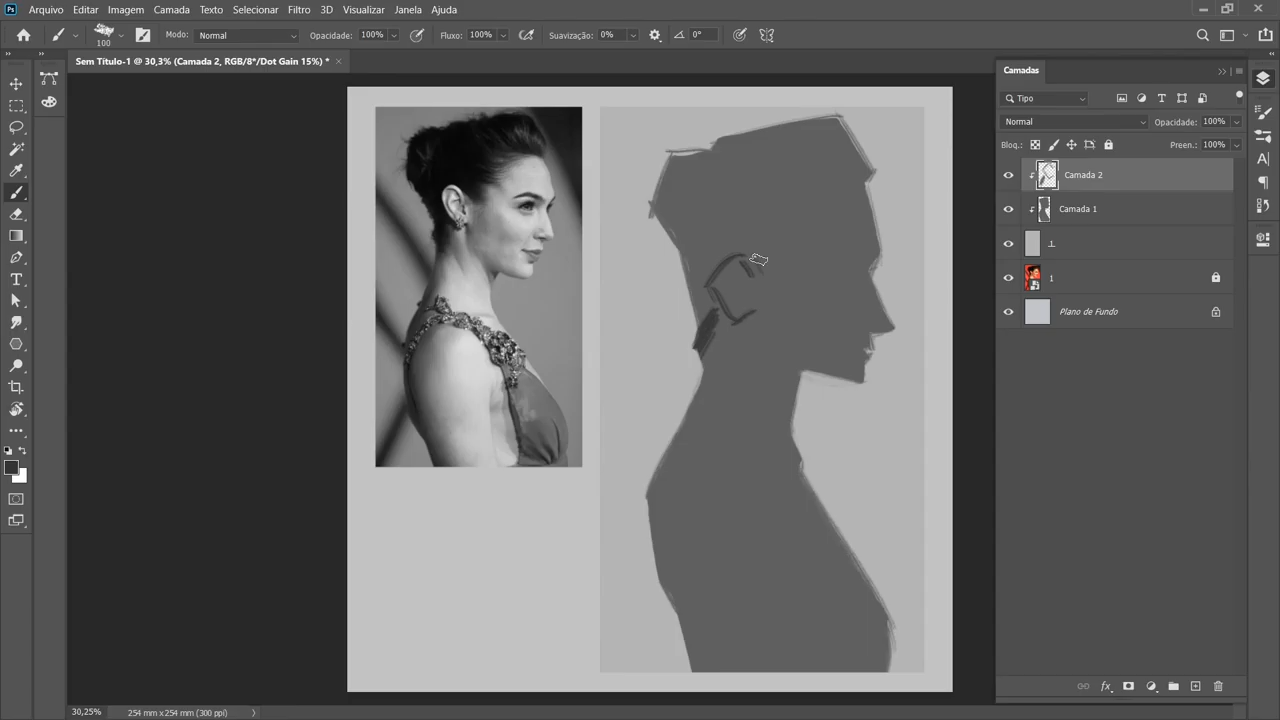 Ps Arquivo Editar Imagem Camada Texto Selecionar Filtro 3D Visualizar Janela Ajuda
100 Modo: Normal Opacidade: 100% Fluxo: 100% Suavização: 0% 0°
Sem Título-1 @ 30,3% (Camada 2, RGB/8*/Dot Gain 15%) * ×
Camadas
Tipo
Normal Opacidade: 100%
Bloq.: Preen.: 100%
Camada 2
Camada 1
1
Plano de Fundo
30,25% 254 mm x 254 mm (300 ppi)